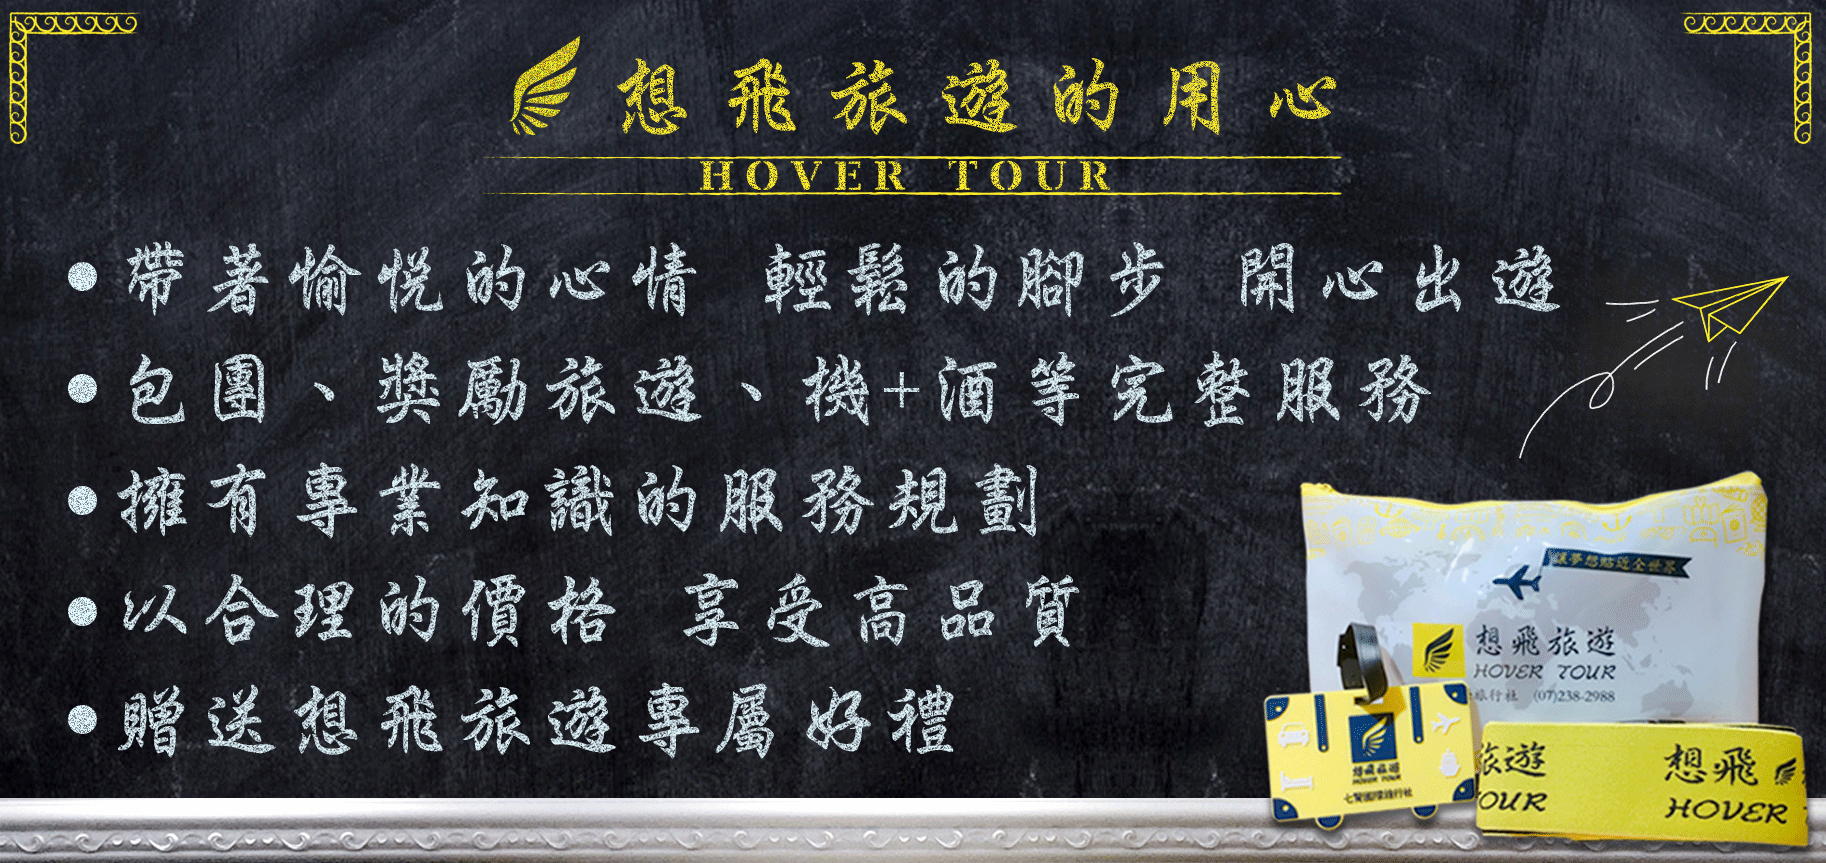 想飛旅遊的用心
HOVER TOUR
帶著愉悅的心情 輕鬆的腳步 開心出遊
包團、獎勵旅遊、機+酒等完整服務
擁有專業知識的服務規劃
以合理的價格 享受高品質
贈送想飛旅遊專屬好禮
讓夢想貼近全世界
想飛旅遊
HOVER TOUR
旅行社 (07)238-2988
想飛旅遊
HOVER TOUR
七賢國際旅行社
旅遊 想飛
TOUR HOVER